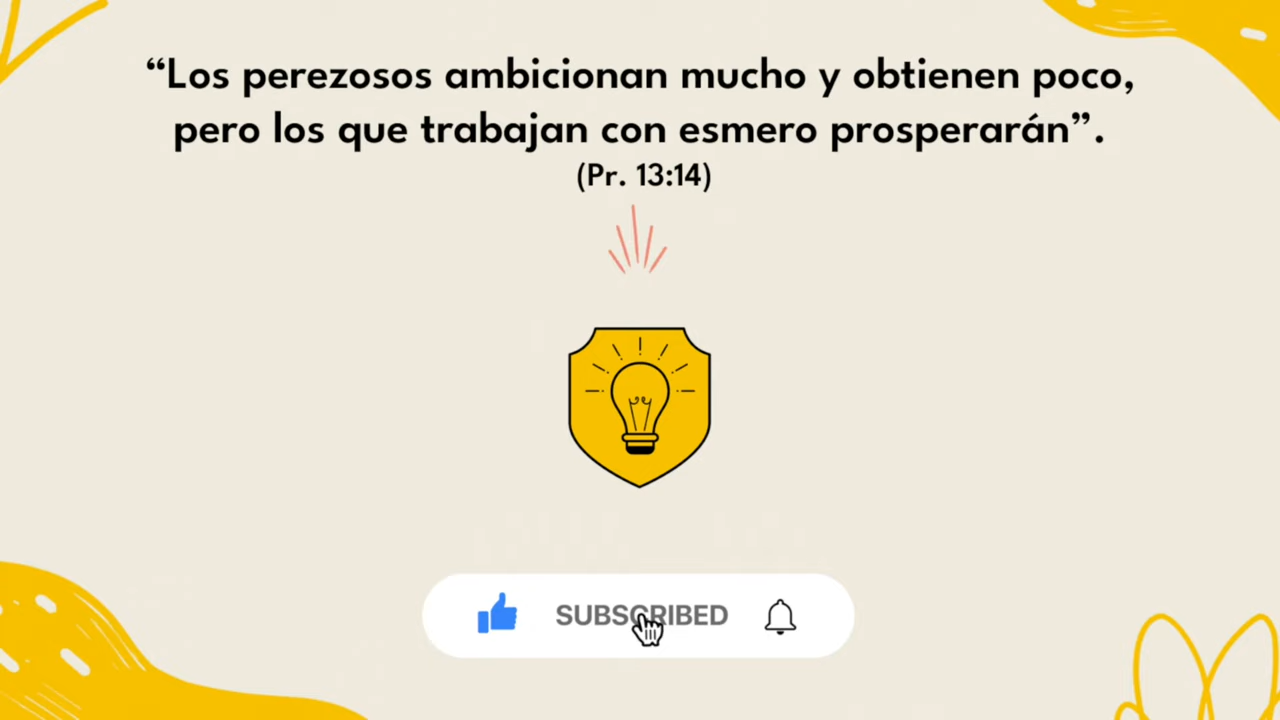 “Los perezosos ambicionan mucho y obtienen poco,
pero los que trabajan con esmero prosperarán”.
(Pr. 13:14)
SUBSCRIBED